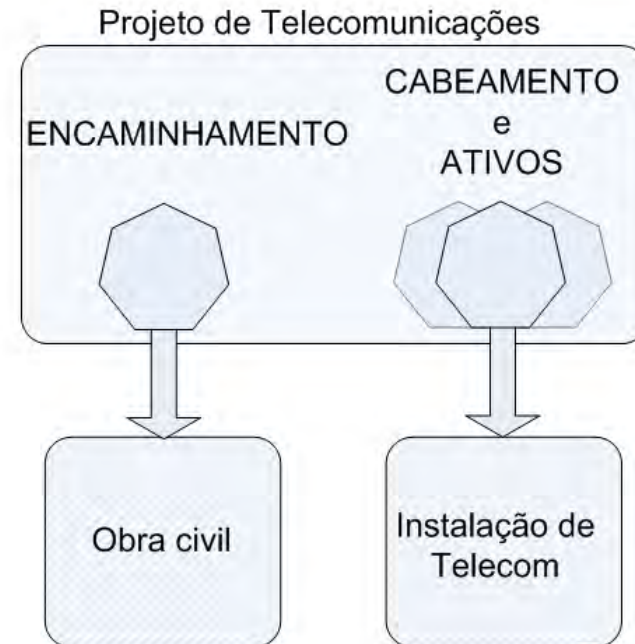 Projeto de Telecomunicações
ENCAMINHAMENTO
CABEAMENTO
e
ATIVOS
Obra civil
Instalação de
Telecom